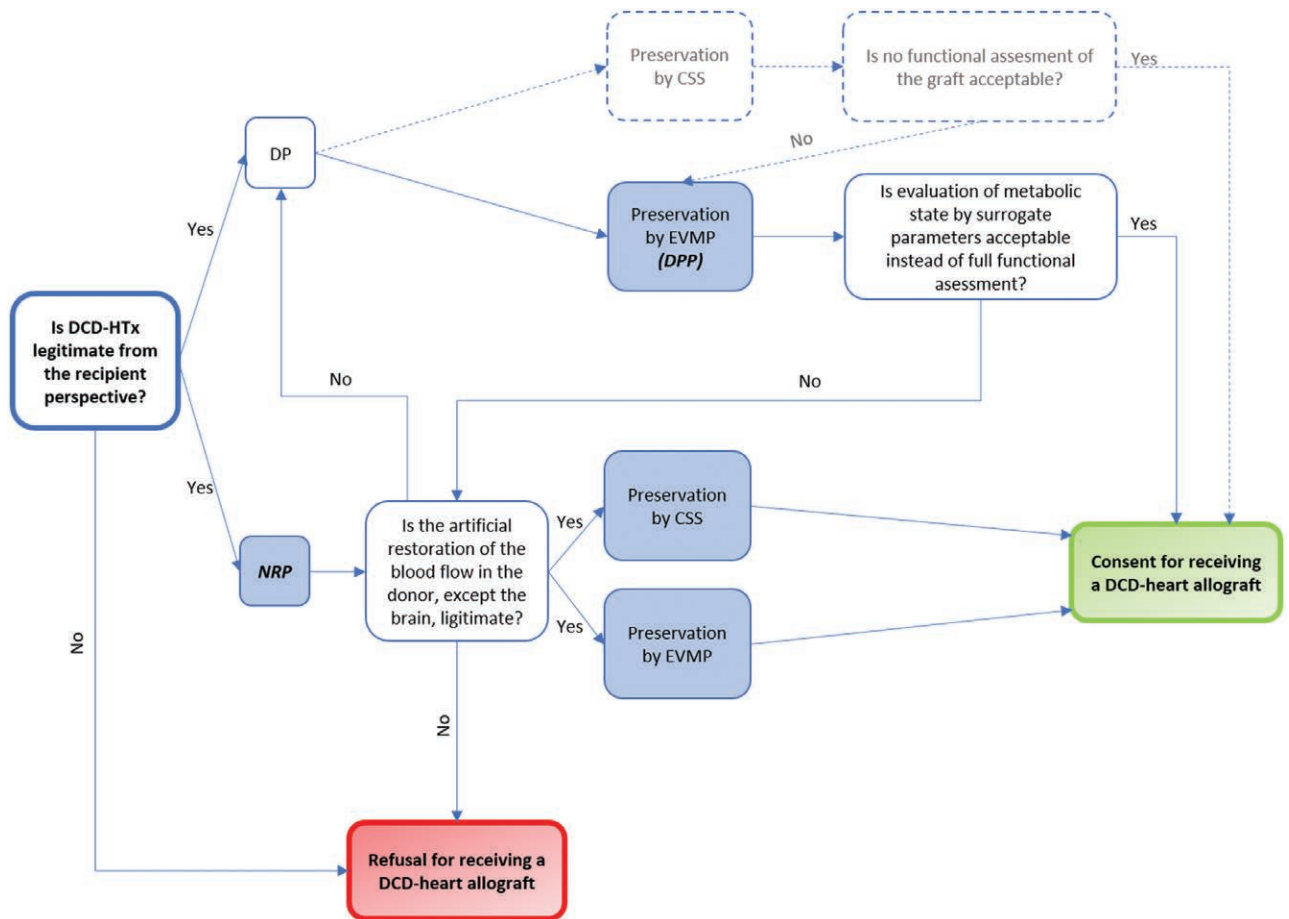 Preservation
by CSS
Is no functional assesment of
the graft acceptable?
Yes
No
DP
Yes
Preservation
by EVMP
(DPP)
Is evaluation of metabolic
state by surrogate
parameters acceptable
instead of full functional
asessment?
Yes
Is DCD-HTx
legitimate from
the recipient
perspective?
No
No
Yes
NRP
Is the artificial
restoration of the
blood flow in the
donor, except the
brain, ligitimate?
Yes
Preservation
by CSS
Yes
Preservation
by EVMP
Consent for receiving
a DCD-heart allograft
No
No
Refusal for receiving a
DCD-heart allograft